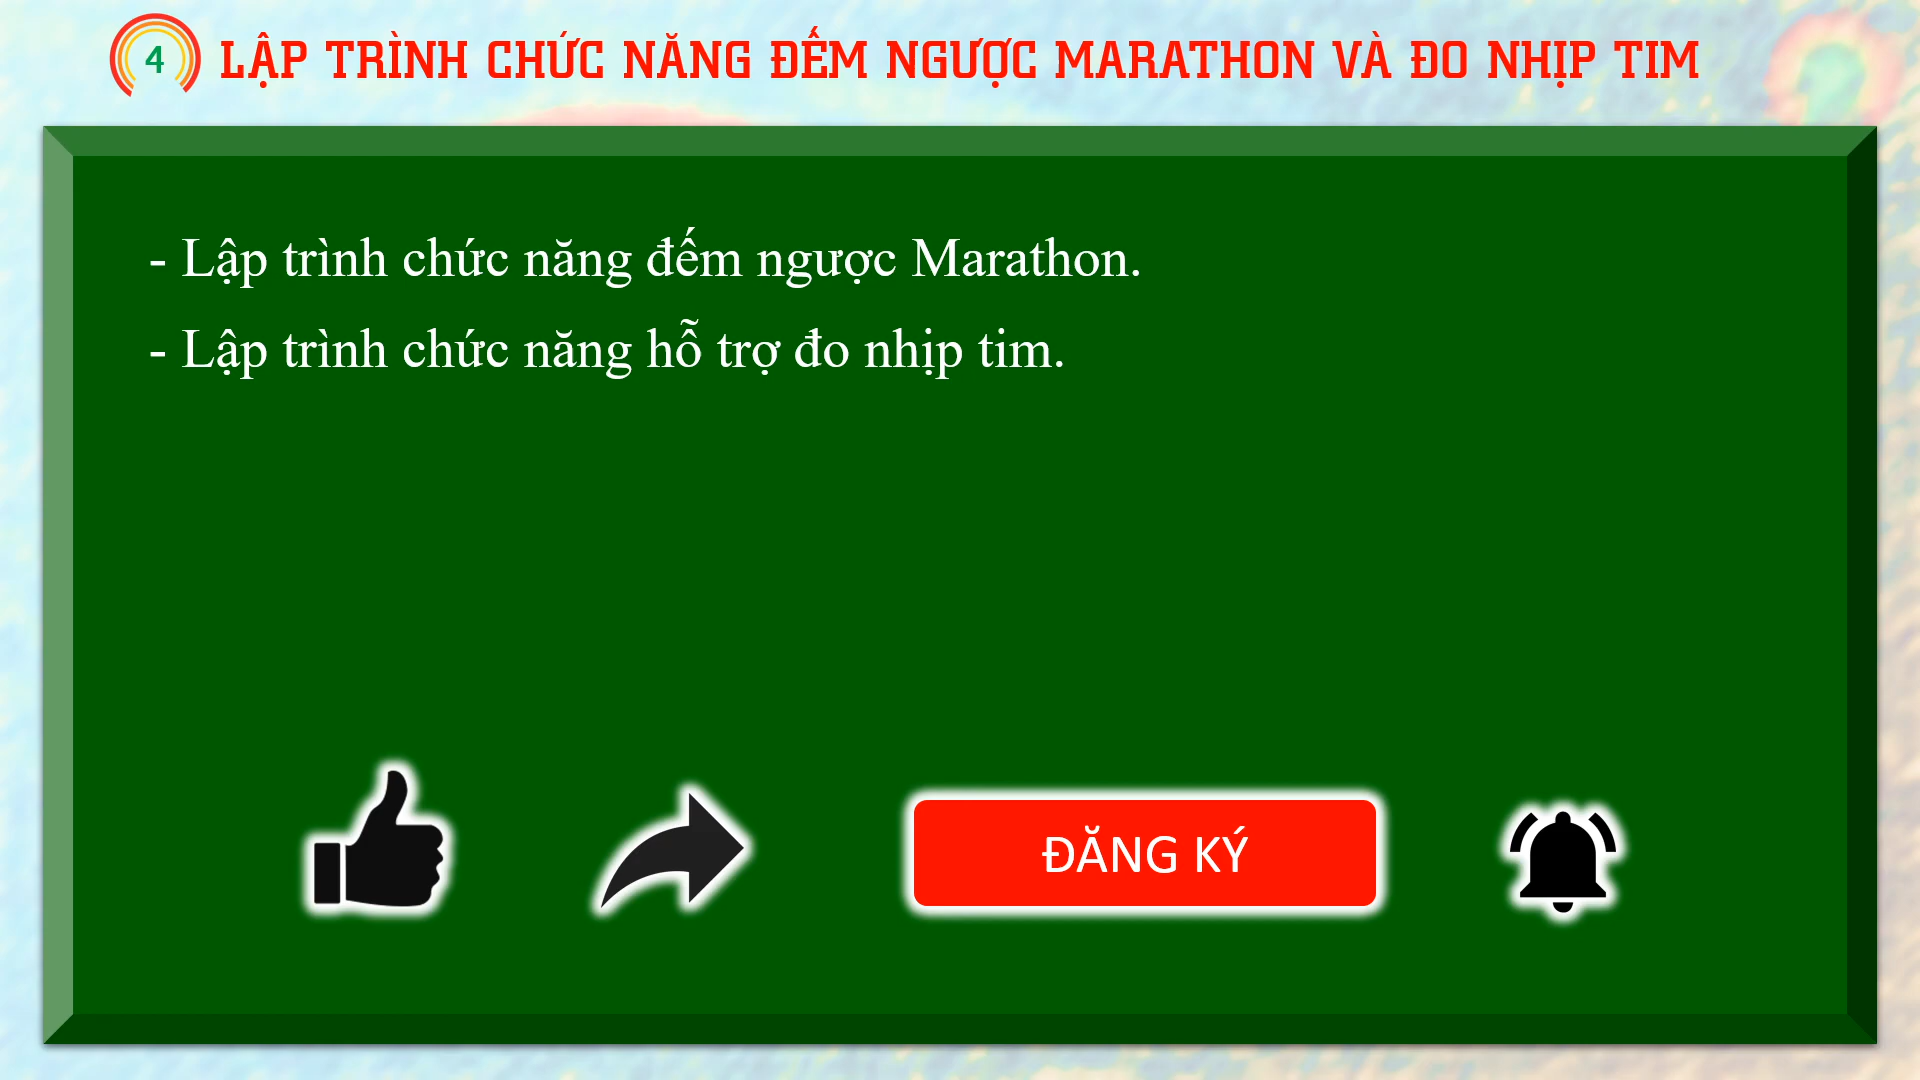 4 LẬP TRÌNH CHỨC NĂNG ĐẾM NGƯỢC MARATHON VÀ ĐO NHỊP TIM
- Lập trình chức năng đếm ngược Marathon.
- Lập trình chức năng hỗ trợ đo nhịp tim.
ĐĂNG KÝ